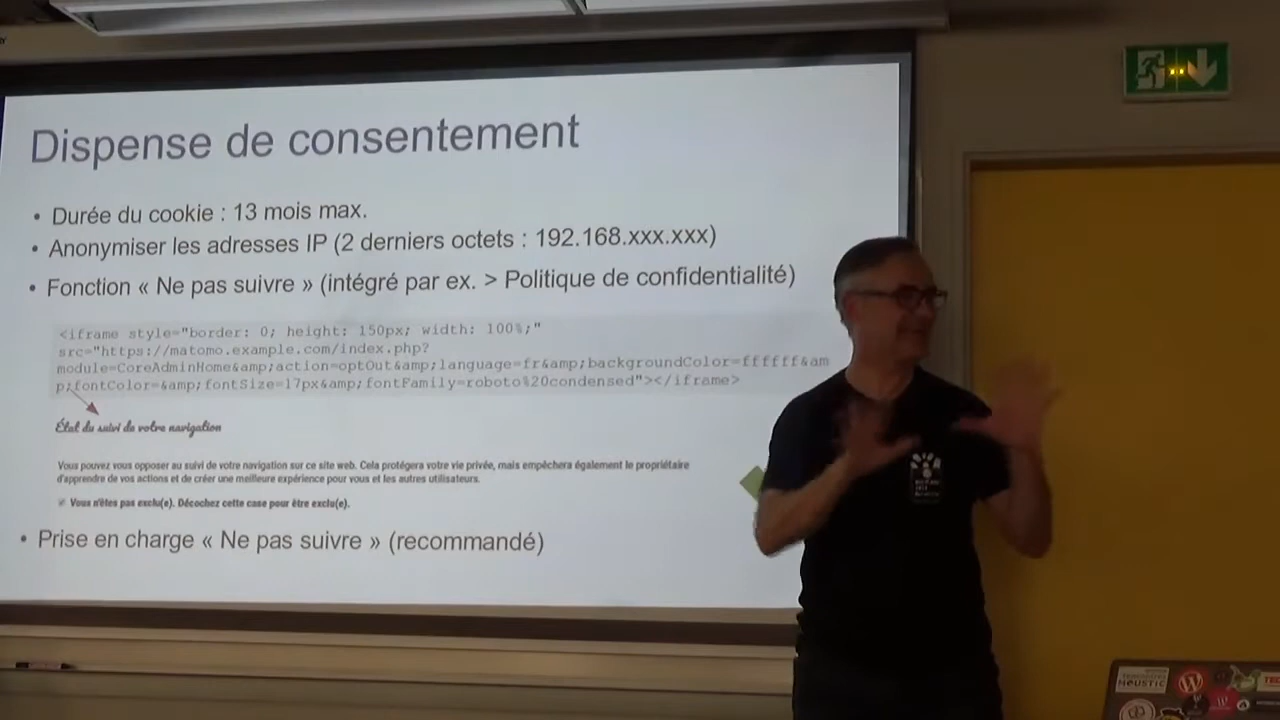 Dispense de consentement
• Durée du cookie : 13 mois max.
• Anonymiser les adresses IP (2 derniers octets : 192.168.xxx.xxx)
• Fonction « Ne pas suivre » (intégré par ex. > Politique de confidentialité)
<iframe style="border: 0; height: 150px; width: 100%;"
src="https://matomo.example.com/index.php?
module=CoreAdminHome&amp;action=optOut&amp;language=fr&amp;backgroundColor=ffffff&am
p;fontColor=&amp;fontSize=17px&amp;fontFamily=roboto%20condensed"></iframe>
État du suivi de votre navigation
Vous pouvez vous opposer au suivi de votre navigation sur ce site web. Cela protégera votre vie privée, mais empêchera également le propriétaire
d'apprendre de vos actions et de créer une meilleure expérience pour vous et les autres utilisateurs.
Vous n'êtes pas exclu(e). Décochez cette case pour être exclu(e).
• Prise en charge « Ne pas suivre » (recommandé)
NOUSTIC